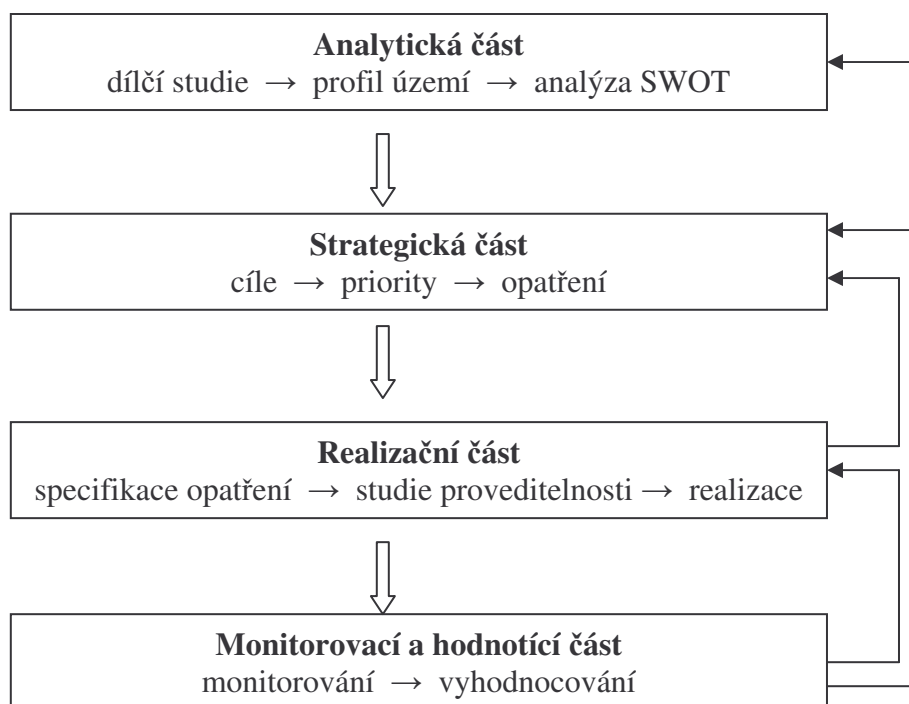 Analytická část
dílčí studie → profil území → analýza SWOT
Strategická část
cíle → priority → opatření
Realizační část
specifikace opatření → studie proveditelnosti → realizace
Monitorovací a hodnotící část
monitorování → vyhodnocování